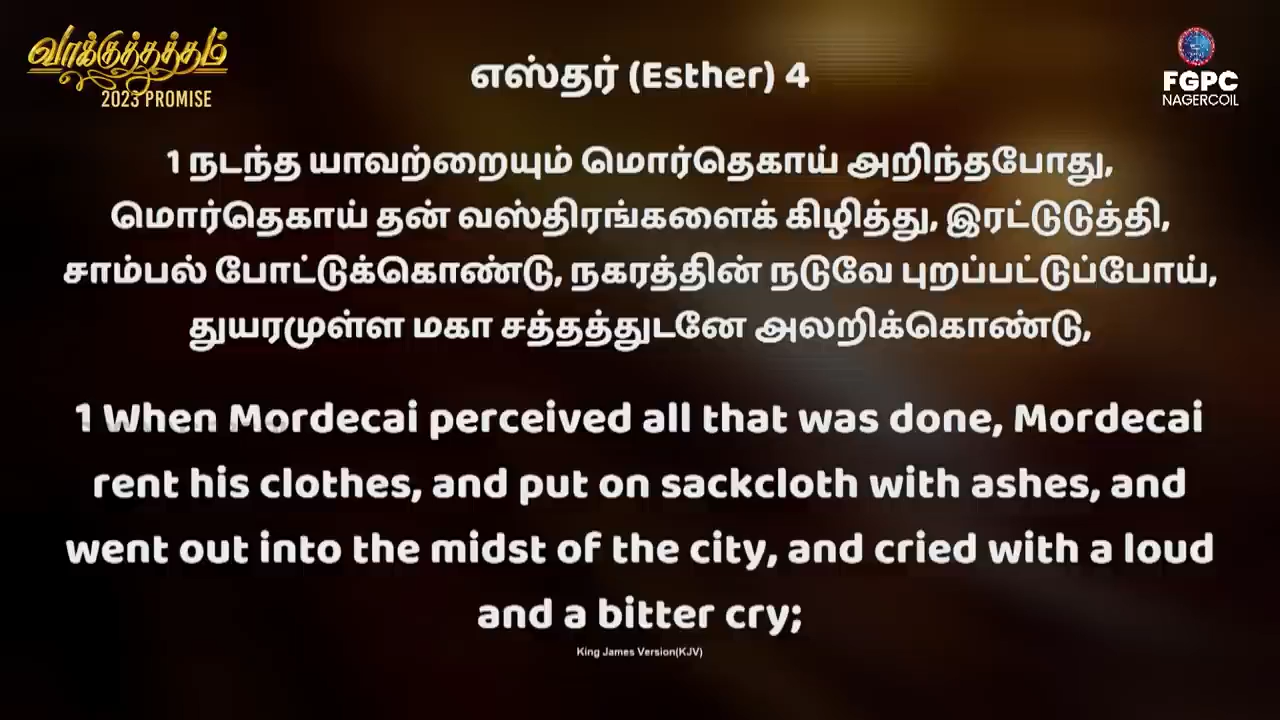 வாக்குத்தத்தம்
2023 PROMISE
FGPC
NAGERCOIL
எஸ்தர் (Esther) 4
1 நடந்த யாவற்றையும் மொர்தெகாய் அறிந்தபோது,
மொர்தெகாய் தன் வஸ்திரங்களைக் கிழித்து, இரட்டுடுத்தி,
சாம்பல் போட்டுக்கொண்டு, நகரத்தின் நடுவே புறப்பட்டுப்போய்,
துயரமுள்ள மகா சத்தத்துடனே அலறிக்கொண்டு,
1 When Mordecai perceived all that was done, Mordecai
rent his clothes, and put on sackcloth with ashes, and
went out into the midst of the city, and cried with a loud
and a bitter cry;
King James Version(KJV)